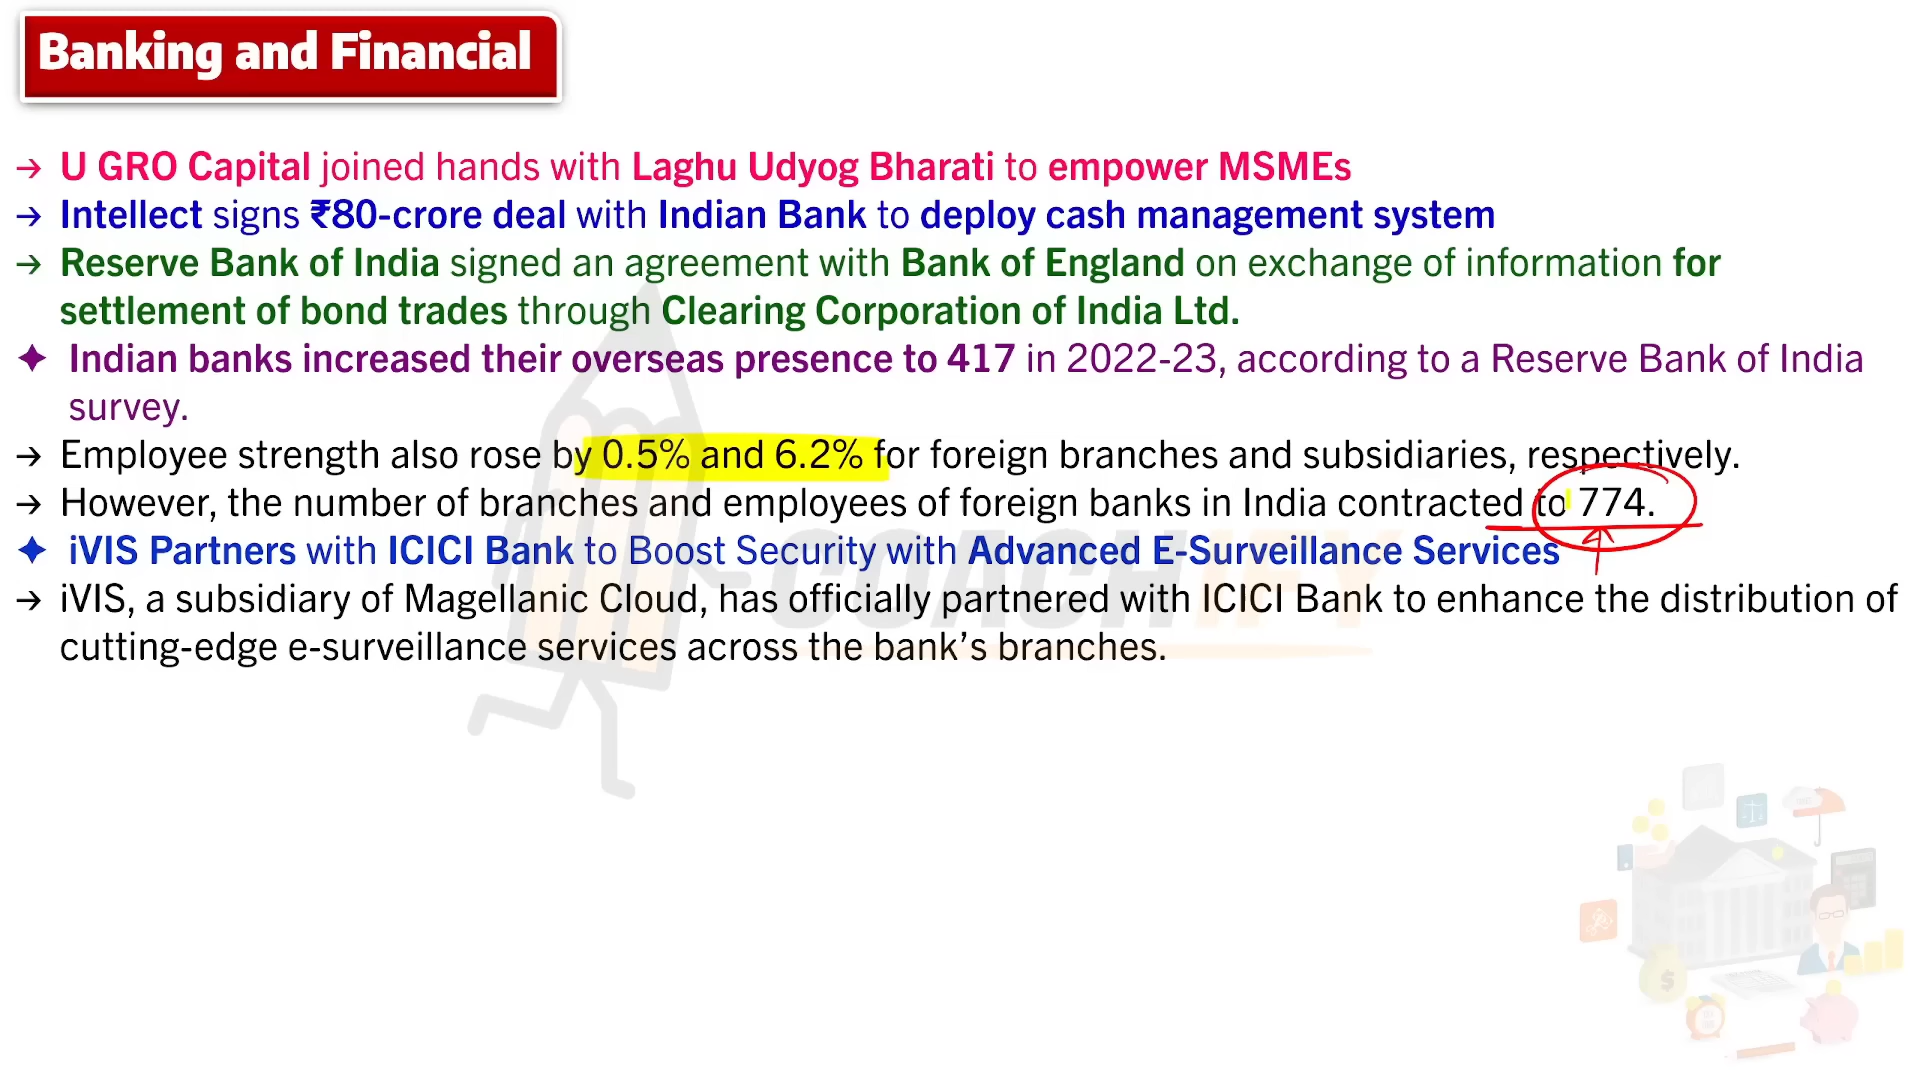 Banking and Financial
→ U GRO Capital joined hands with Laghu Udyog Bharati to empower MSMEs
→ Intellect signs ₹80-crore deal with Indian Bank to deploy cash management system
→ Reserve Bank of India signed an agreement with Bank of England on exchange of information for
settlement of bond trades through Clearing Corporation of India Ltd.
✦ Indian banks increased their overseas presence to 417 in 2022-23, according to a Reserve Bank of India
survey.
→ Employee strength also rose by 0.5% and 6.2% for foreign branches and subsidiaries, respectively.
→ However, the number of branches and employees of foreign banks in India contracted to 774.
✦ iVIS Partners with ICICI Bank to Boost Security with Advanced E-Surveillance Services
→ iVIS, a subsidiary of Magellanic Cloud, has officially partnered with ICICI Bank to enhance the distribution of
cutting-edge e-surveillance services across the bank's branches.